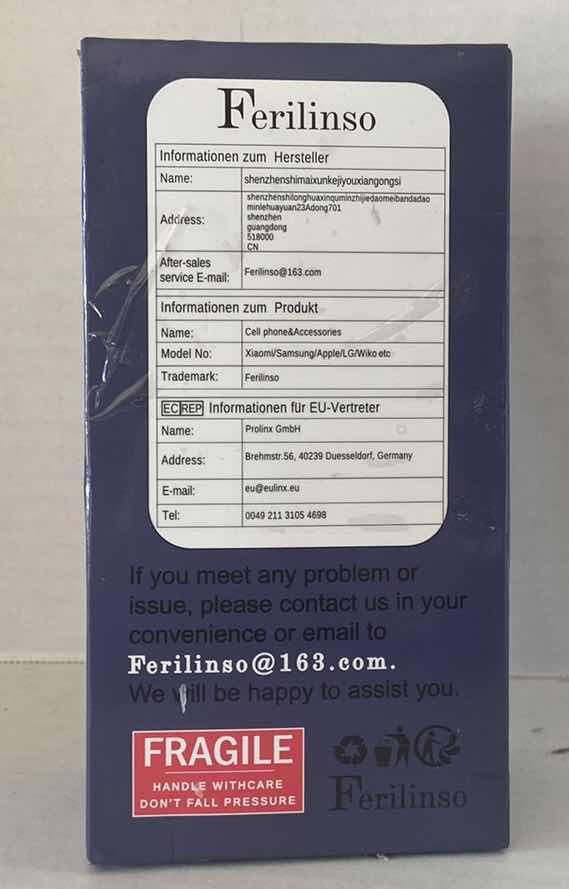 Ferilinso
Informationen zum Hersteller
Name: shenzhenshimaixunkejiyouxiangongsi
Address: shenzhenshilonghuaxinquminzhijiedaomeibandadao
minlehuayuan23Adong701
shenzhen
guangdong
518000
CN
After-sales
service E-mail: Ferilinso@163.com
Informationen zum Produkt
Name: Cell phone&Accessories
Model No: Xiaomi/Samsung/Apple/LG/Wiko etc
Trademark: Ferilinso
EC REP Informationen für EU-Vertreter
Name: Prolinx GmbH
Address: Brehmstr.56, 40239 Duesseldorf, Germany
E-mail: eu@eulinx.eu
Tel: 0049 211 3105 4698
If you meet any problem or
issue, please contact us in your
convenience or email to
Ferilinso@163.com.
We will be happy to assist you.
FRAGILE
HANDLE WITHCARE
DON'T FALL PRESSURE
Ferilinso